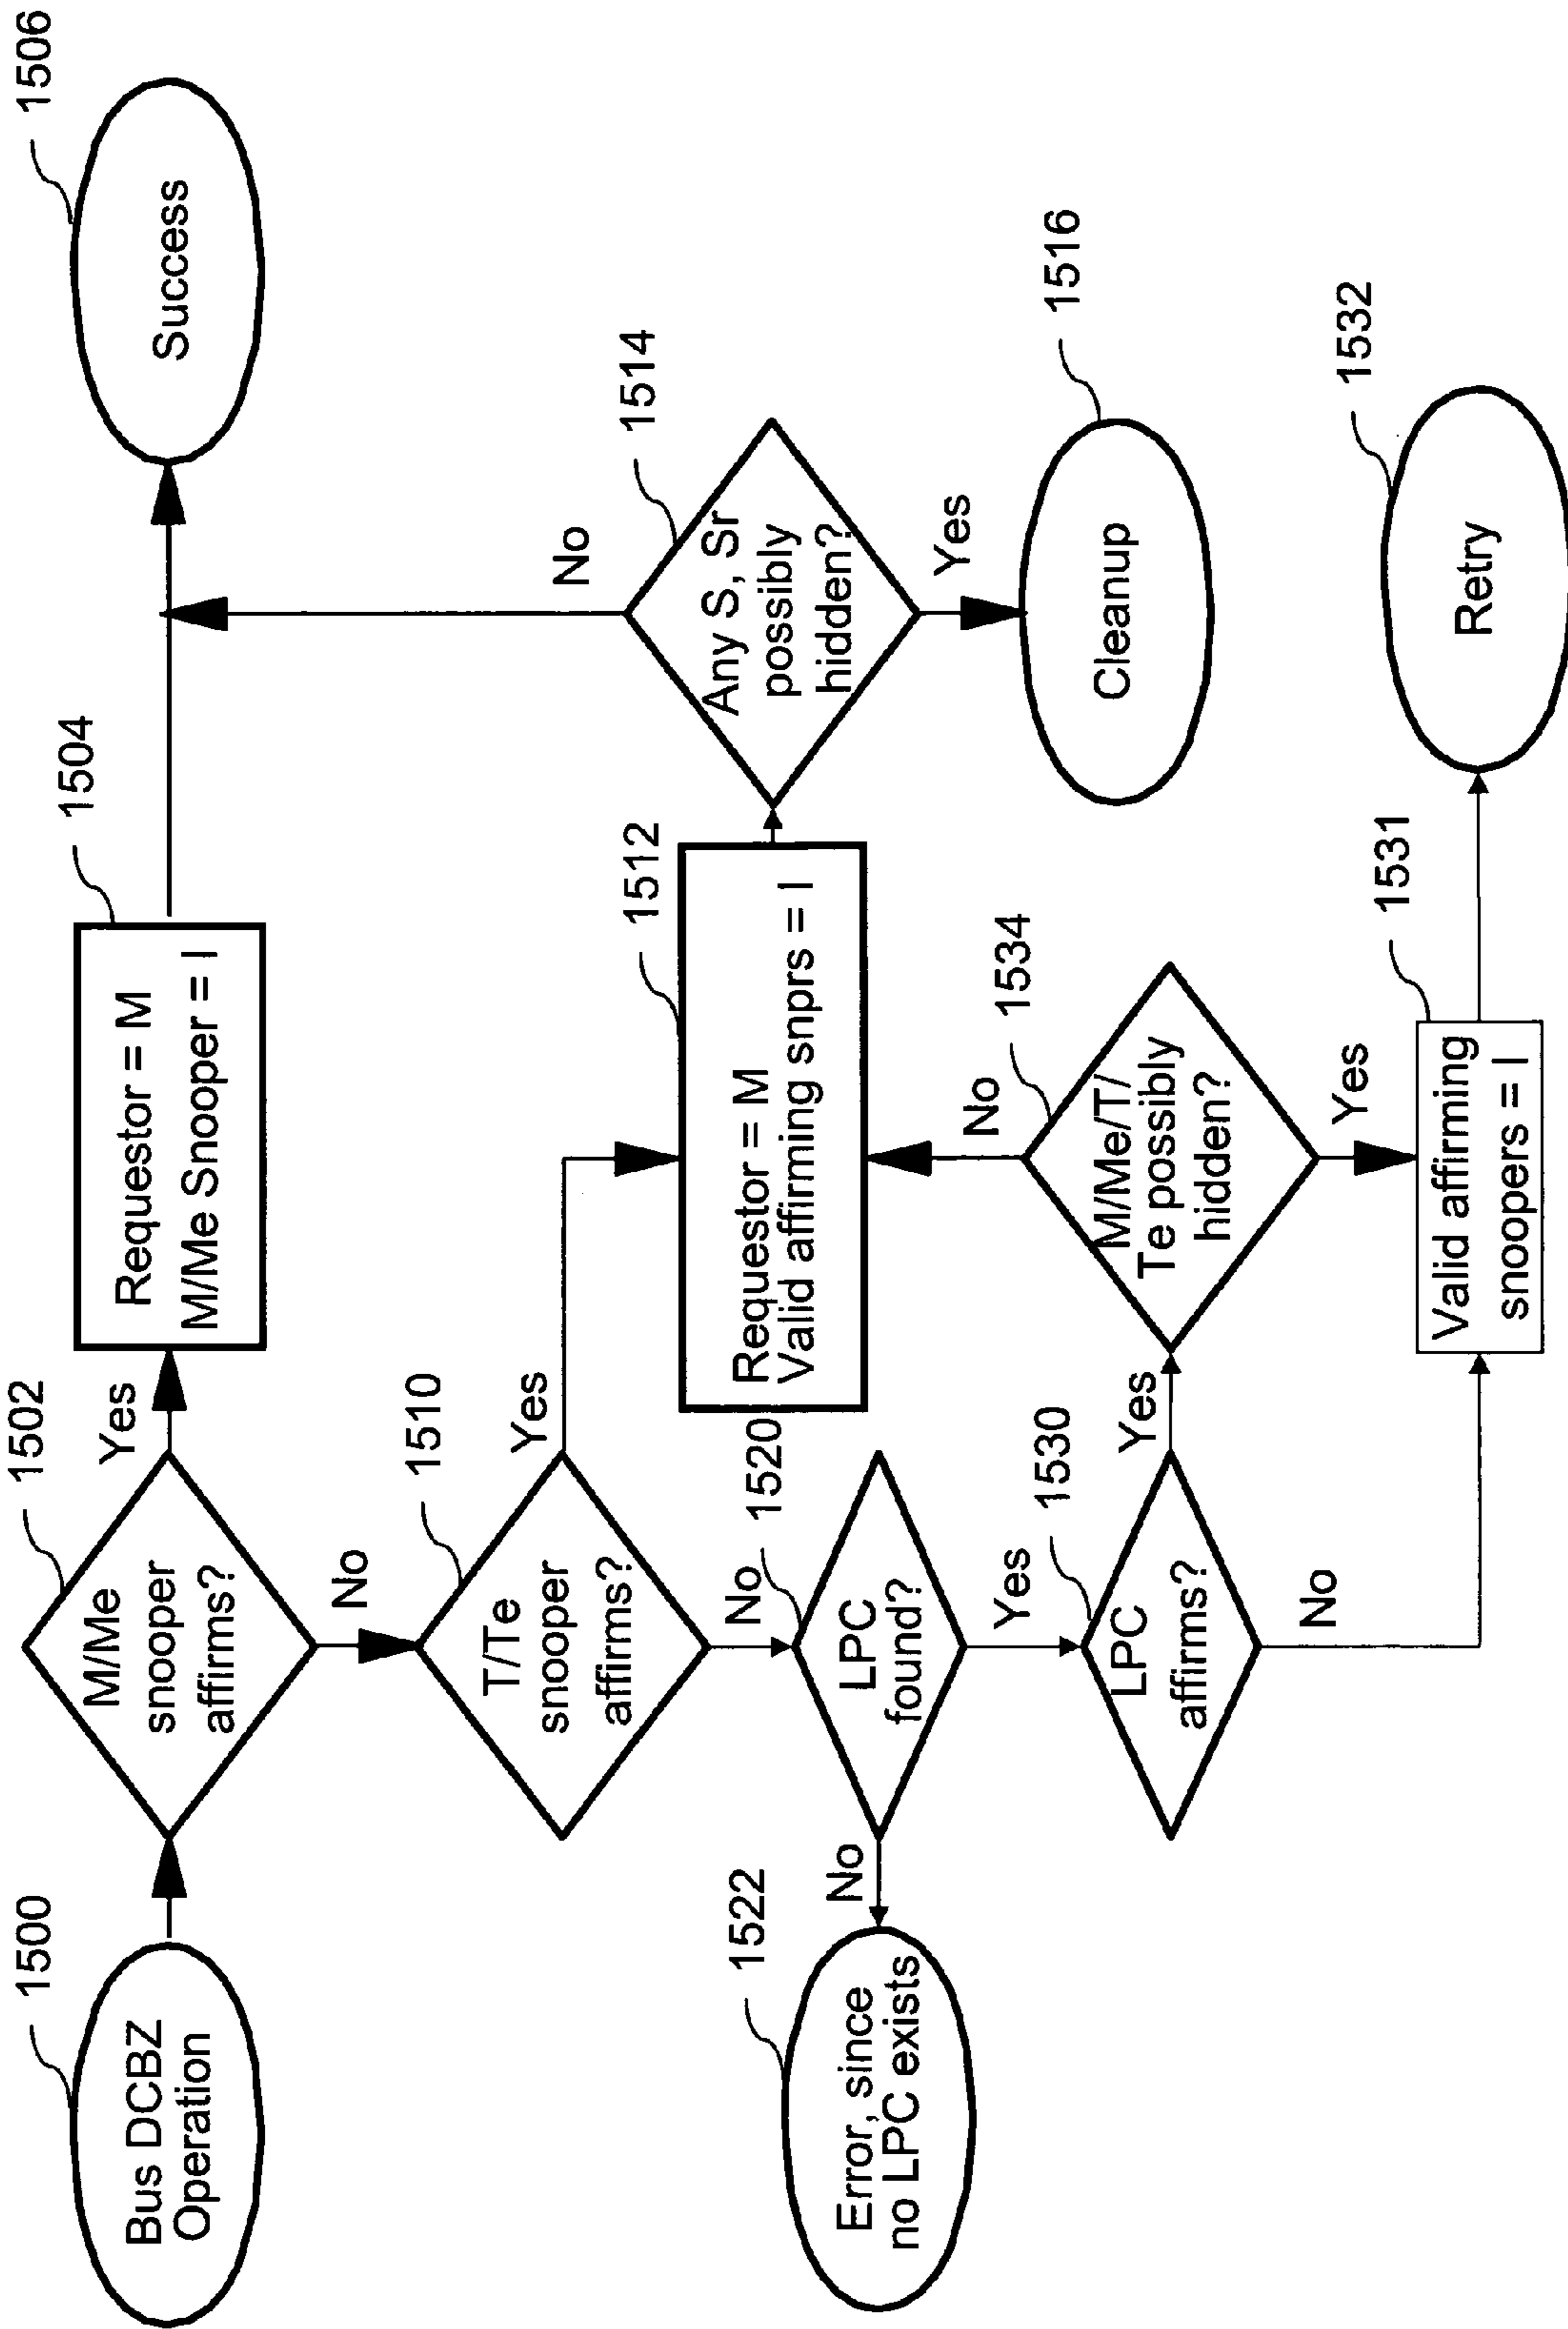 1500
Bus DCBZ
Operation
1502
M/Me
snooper
affirms?
Yes
No
1504
Requestor = M
M/Me Snooper = I
1506
Success
1510
T/Te
snooper
affirms?
Yes
No
1512
Requestor = M
Valid affirming snprs = I
1514
Any S, Sr
possibly
hidden?
No
Yes
1516
Cleanup
1520
LPC
found?
No
Yes
1522
Error, since
no LPC exists
1530
LPC
affirms?
Yes
No
1534
M/Me/T/
Te possibly
hidden?
No
Yes
1531
Valid affirming
snoopers = I
1532
Retry